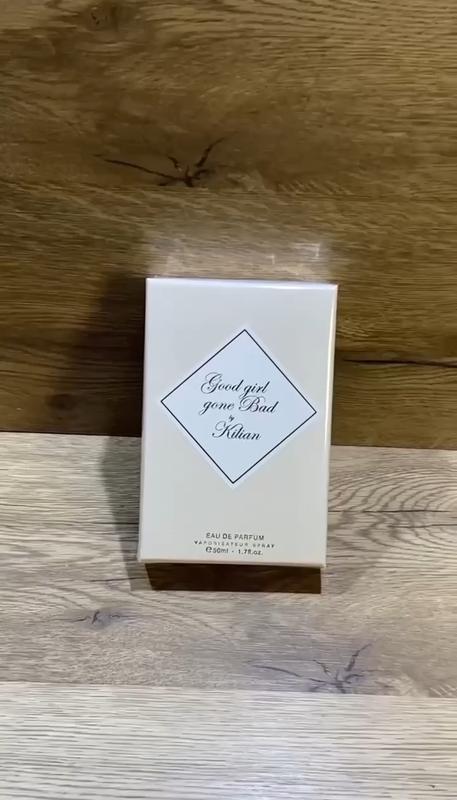 Good girl
gone Bad
by
Kilian
EAU DE PARFUM
VAPORISATEUR SPRAY
℮50ml - 1.7fl.oz.